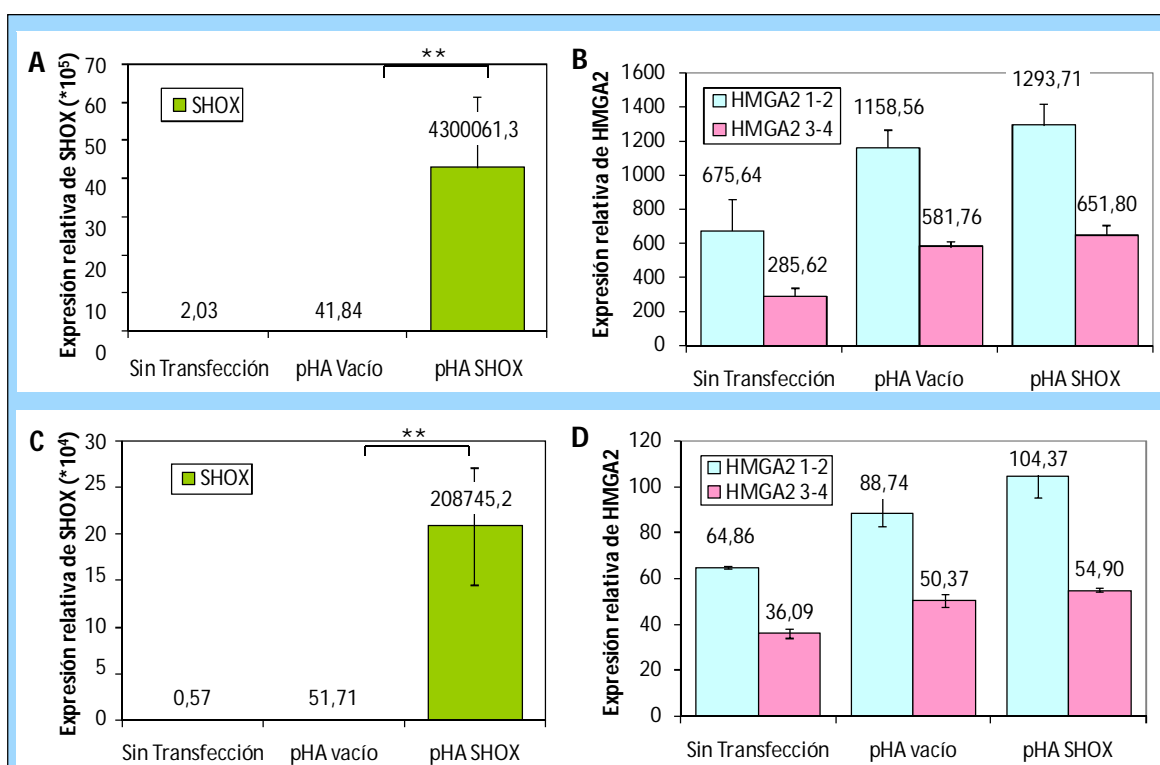 A
Expresión relativa de SHOX (*10⁵)
70
60
50
40
30
20
10
0
SHOX
**
2,03
41,84
4300061,3
Sin Transfección
pHA Vacío
pHA SHOX
B
Expresión relativa de HMGA2
1600
1400
1200
1000
800
600
400
200
0
HMGA2 1-2
HMGA2 3-4
675,64
285,62
1158,56
581,76
1293,71
651,80
Sin Transfección
pHA Vacío
pHA SHOX
C
Expresión relativa de SHOX (*10⁴)
30
25
20
15
10
5
0
SHOX
**
0,57
51,71
208745,2
Sin Transfección
pHA vacío
pHA SHOX
D
Expresión relativa de HMGA2
120
100
80
60
40
20
0
HMGA2 1-2
HMGA2 3-4
64,86
36,09
88,74
50,37
104,37
54,90
Sin Transfección
pHA vacío
pHA SHOX